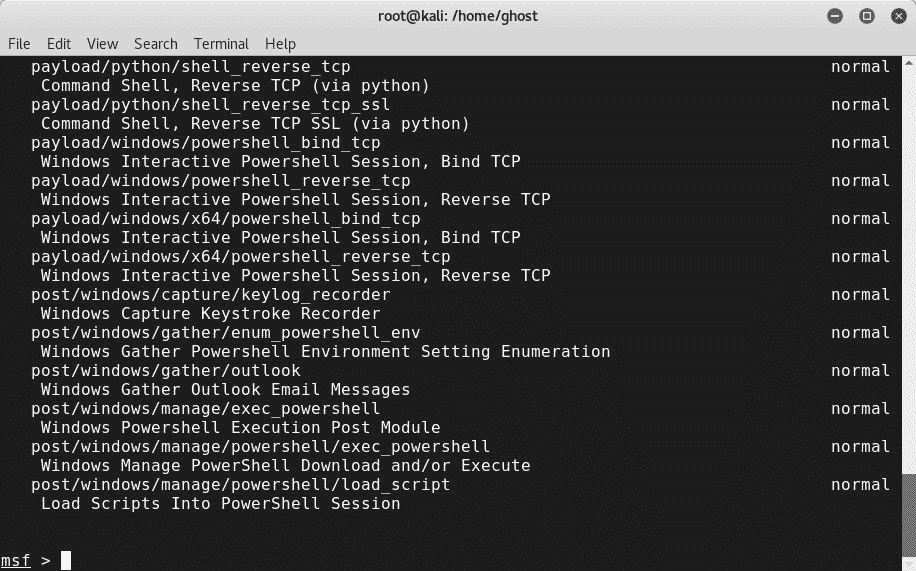 root@kali: /home/ghost
File Edit View Search Terminal Help
payload/python/shell_reverse_tcp normal
Command Shell, Reverse TCP (via python)
payload/python/shell_reverse_tcp_ssl normal
Command Shell, Reverse TCP SSL (via python)
payload/windows/powershell_bind_tcp normal
Windows Interactive Powershell Session, Bind TCP
payload/windows/powershell_reverse_tcp normal
Windows Interactive Powershell Session, Reverse TCP
payload/windows/x64/powershell_bind_tcp normal
Windows Interactive Powershell Session, Bind TCP
payload/windows/x64/powershell_reverse_tcp normal
Windows Interactive Powershell Session, Reverse TCP
post/windows/capture/keylog_recorder normal
Windows Capture Keystroke Recorder
post/windows/gather/enum_powershell_env normal
Windows Gather Powershell Environment Setting Enumeration
post/windows/gather/outlook normal
Windows Gather Outlook Email Messages
post/windows/manage/exec_powershell normal
Windows Powershell Execution Post Module
post/windows/manage/powershell/exec_powershell normal
Windows Manage PowerShell Download and/or Execute
post/windows/manage/powershell/load_script normal
Load Scripts Into PowerShell Session
msf >